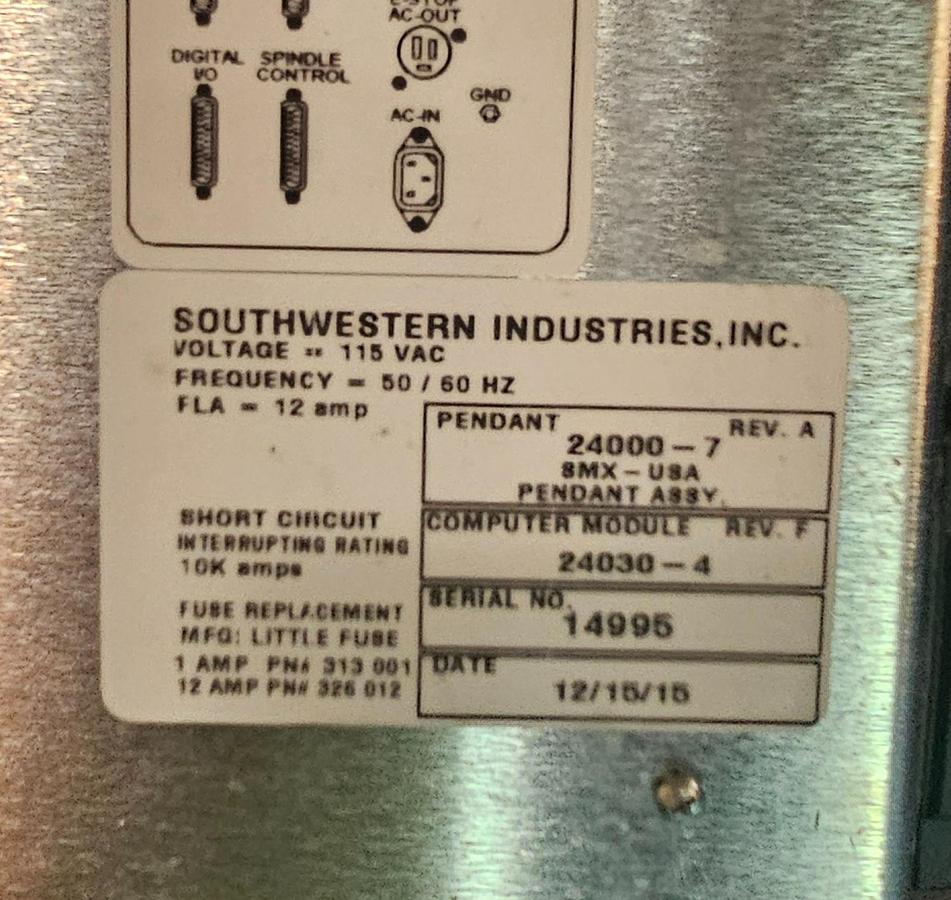 E-STOP
AC-OUT
DIGITAL I/O
SPINDLE CONTROL
GND
AC-IN
SOUTHWESTERN INDUSTRIES, INC.
VOLTAGE = 115 VAC
FREQUENCY = 50 / 60 HZ
FLA = 12 amp
PENDANT REV. A
24000-7
SMX-USA
PENDANT ASSY.
SHORT CIRCUIT
INTERRUPTING RATING
10K amps
COMPUTER MODULE REV. F
24030-4
SERIAL NO.
14995
FUSE REPLACEMENT
MFG: LITTLE FUSE
1 AMP PN# 313 001
12 AMP PN# 326 012
DATE
12/15/15